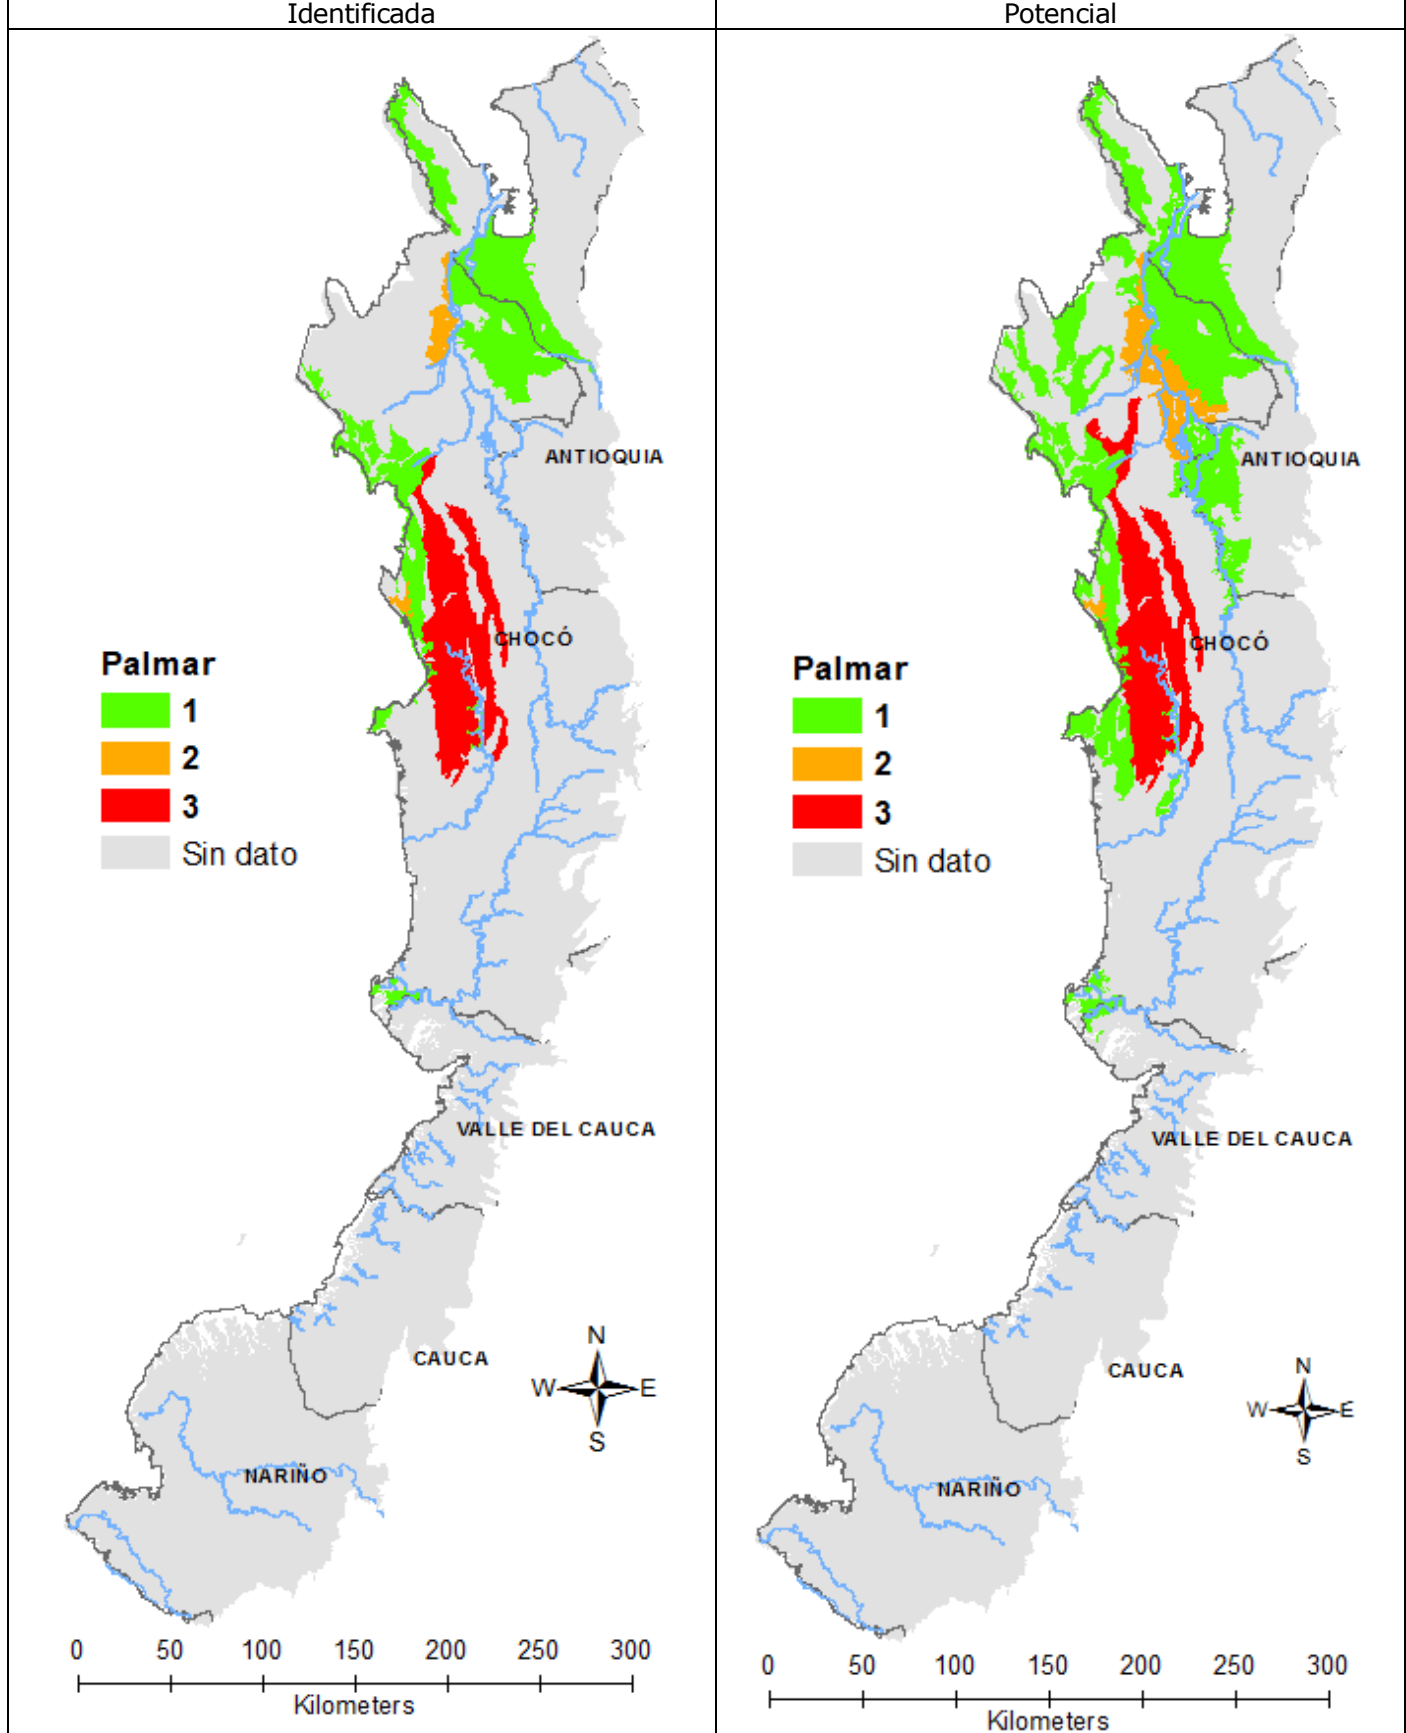 Identificada
Potencial
ANTIOQUIA
CHOCÓ
Palmar
1
2
3
Sin dato
VALLE DEL CAUCA
CAUCA
NARIÑO
N
W E
S
0 50 100 150 200 250 300
Kilometers
ANTIOQUIA
CHOCÓ
Palmar
1
2
3
Sin dato
VALLE DEL CAUCA
CAUCA
NARIÑO
N
W E
S
0 50 100 150 200 250 300
Kilometers